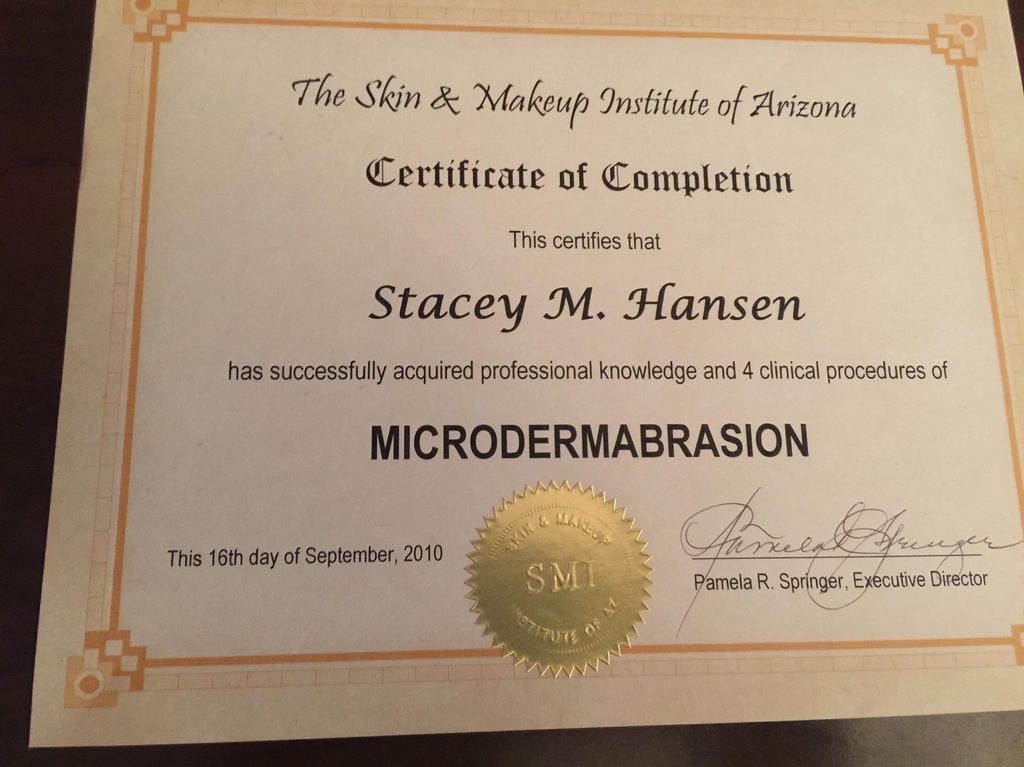 The Skin & Makeup Institute of Arizona
Certificate of Completion
This certifies that
Stacey M. Hansen
has successfully acquired professional knowledge and 4 clinical procedures of
MICRODERMABRASION
This 16th day of September, 2010
SKIN & MAKEUP
SMI
INSTITUTE OF AZ
Pamela R. Springer
Pamela R. Springer, Executive Director